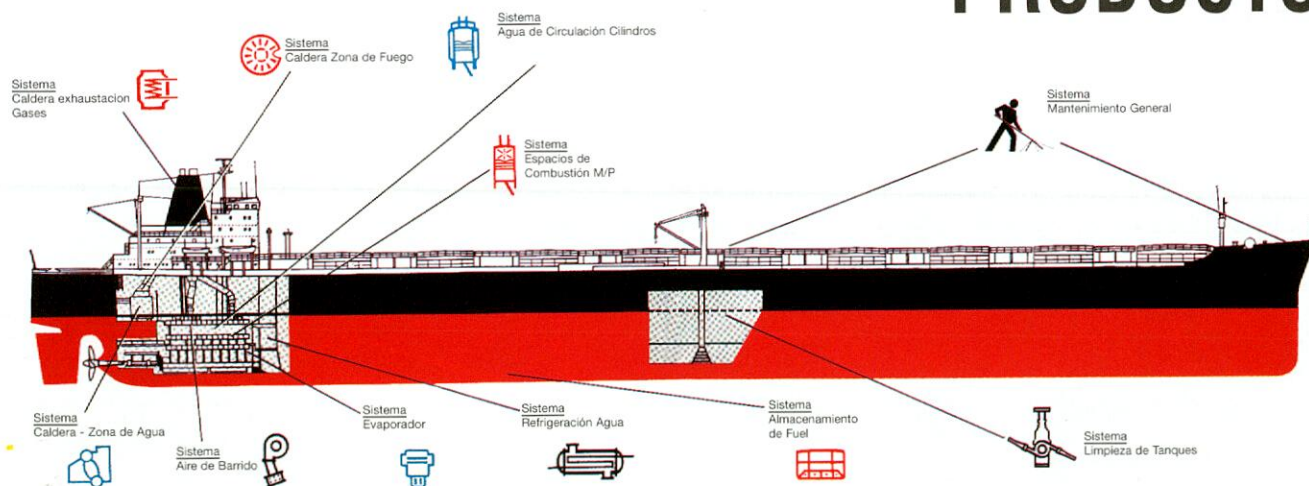 Sistema
Agua de Circulación Cilindros
Sistema
Caldera Zona de Fuego
Sistema
Caldera exhaustacion
Gases
Sistema
Mantenimiento General
Sistema
Espacios de
Combustión M/P
Sistema
Caldera - Zona de Agua
Sistema
Aire de Barrido
Sistema
Evaporador
Sistema
Refrigeración Agua
Sistema
Almacenamiento
de Fuel
Sistema
Limpieza de Tanques